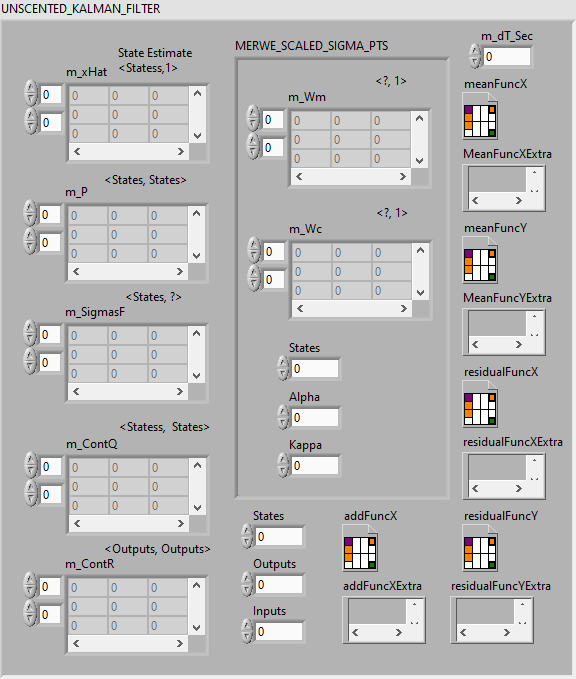 UNSCENTED_KALMAN_FILTER
State Estimate
<Statess,1>
m_xHat
0
0
0 0 0
0 0 0
0 0 0
<States, States>
m_P
0
0
0 0 0
0 0 0
0 0 0
<States, ?>
m_SigmasF
0
0
0 0 0
0 0 0
0 0 0
<Statess, States>
m_ContQ
0
0
0 0 0
0 0 0
0 0 0
<Outputs, Outputs>
m_ContR
0
0
0 0 0
0 0 0
0 0 0
MERWE_SCALED_SIGMA_PTS
<?, 1>
m_Wm
0
0
0 0 0
0 0 0
0 0 0
<?, 1>
m_Wc
0
0
0 0 0
0 0 0
0 0 0
States
0
Alpha
0
Kappa
0
States
0
Outputs
0
Inputs
0
addFuncX
addFuncXExtra
m_dT_Sec
0
meanFuncX
MeanFuncXExtra
meanFuncY
MeanFuncYExtra
residualFuncX
residualFuncXExtra
residualFuncY
residualFuncYExtra